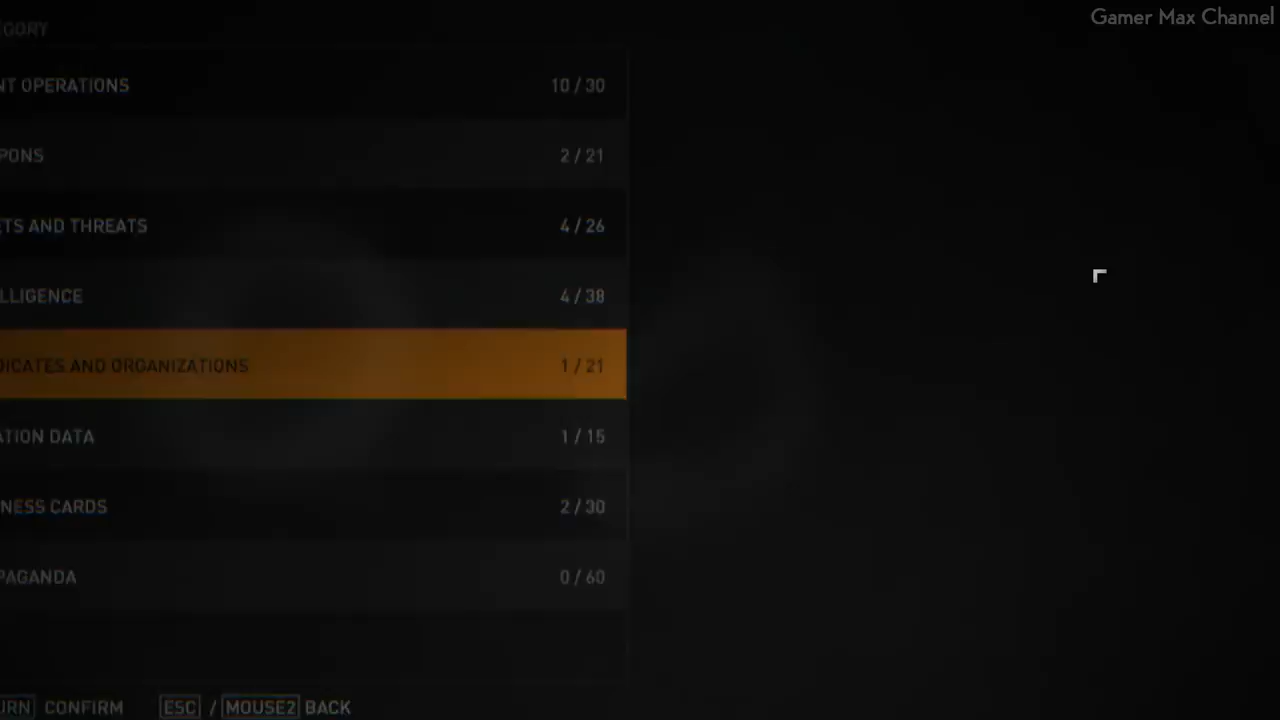 Gamer Max Channel
EGORY
NT OPERATIONS 10 / 30
PONS 2 / 21
ETS AND THREATS 4 / 26
LLIGENCE 4 / 38
DICATES AND ORGANIZATIONS 1 / 21
ATION DATA 1 / 15
NESS CARDS 2 / 30
PAGANDA 0 / 60
URN CONFIRM ESC / MOUSE2 BACK